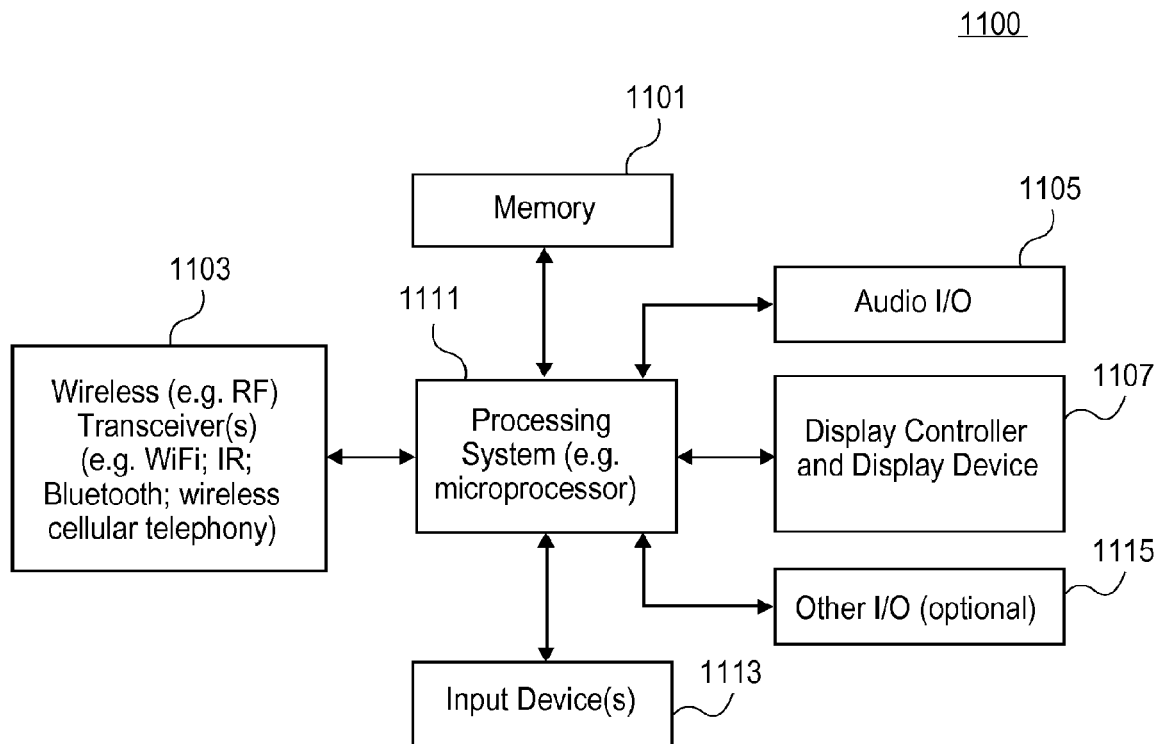 1100
1101
Memory
1105
Audio I/O
1103
Wireless (e.g. RF)
Transceiver(s)
(e.g. WiFi; IR;
Bluetooth; wireless
cellular telephony)
1111
Processing
System (e.g.
microprocessor)
1107
Display Controller
and Display Device
1115
Other I/O (optional)
1113
Input Device(s)